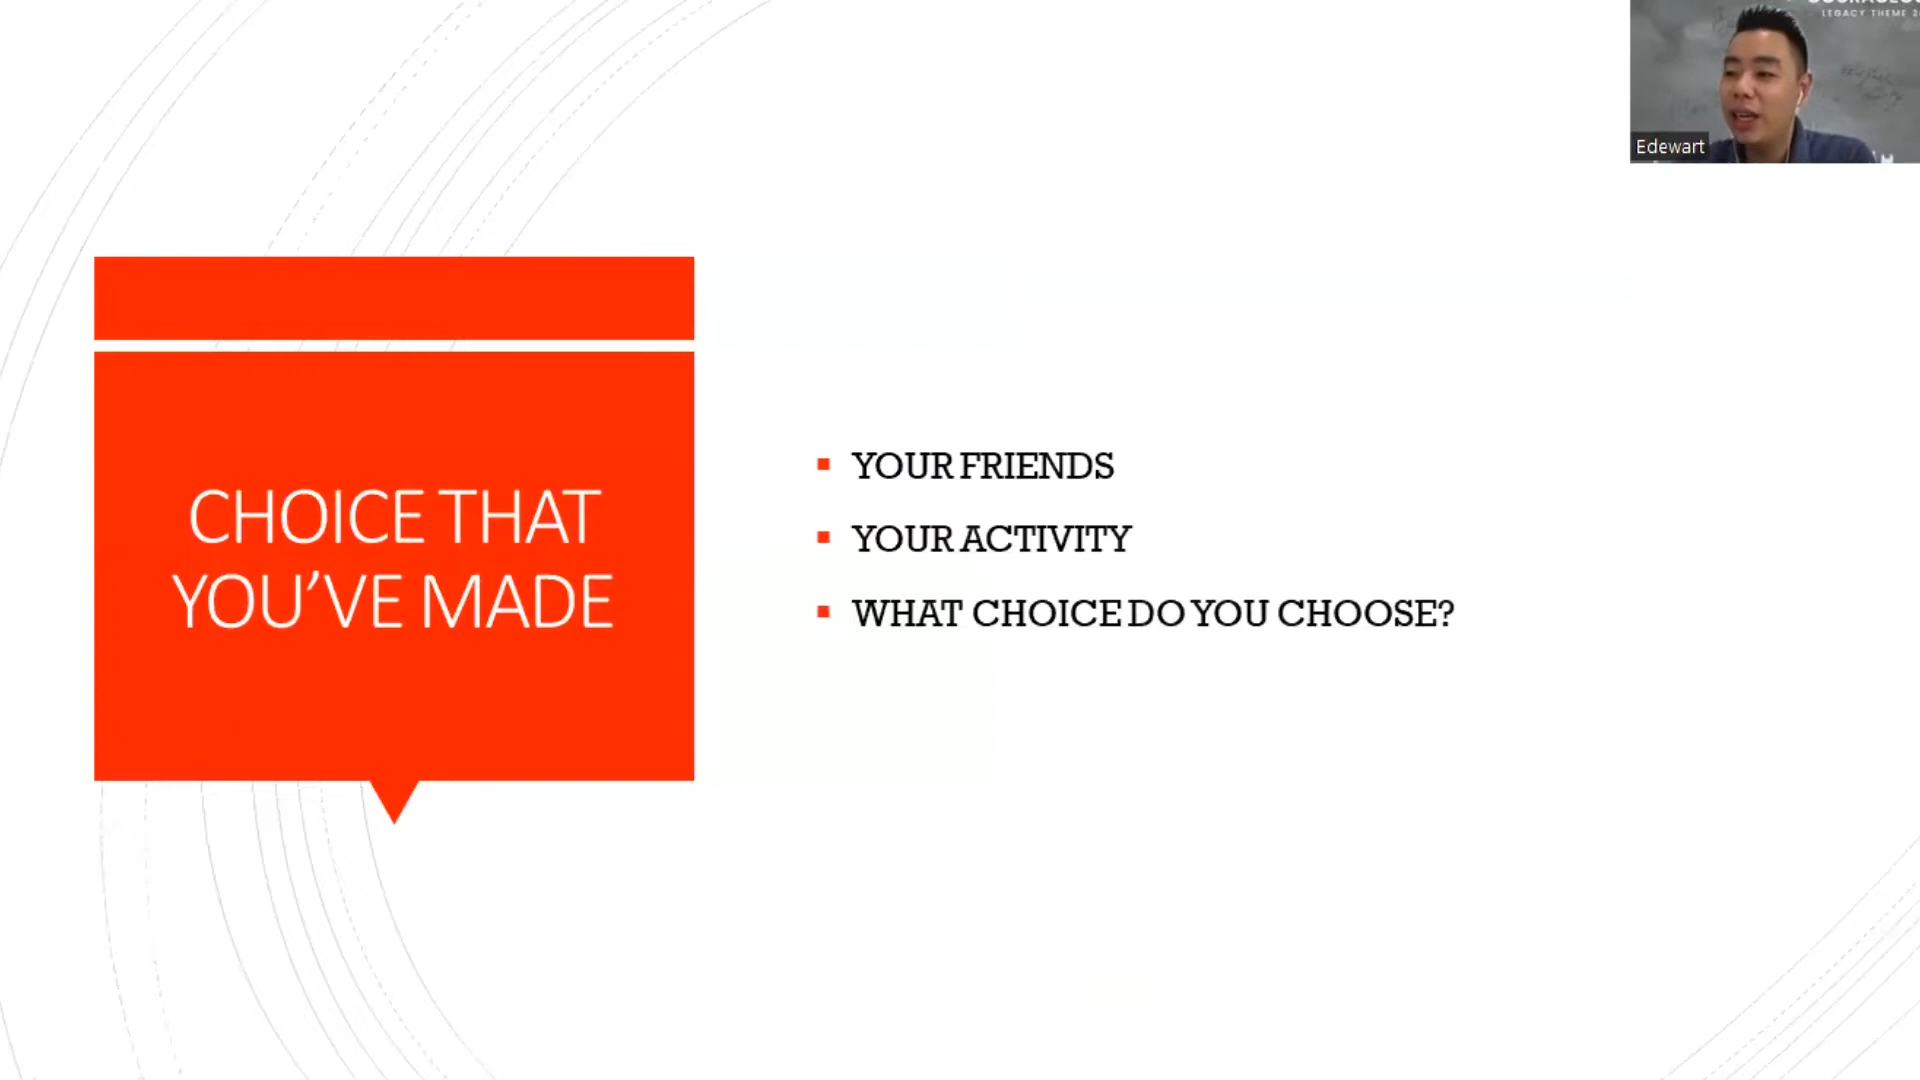 LEGACY THEME
Edewart
CHOICE THAT
YOU’VE MADE
▪ YOUR FRIENDS
▪ YOUR ACTIVITY
▪ WHAT CHOICE DO YOU CHOOSE?